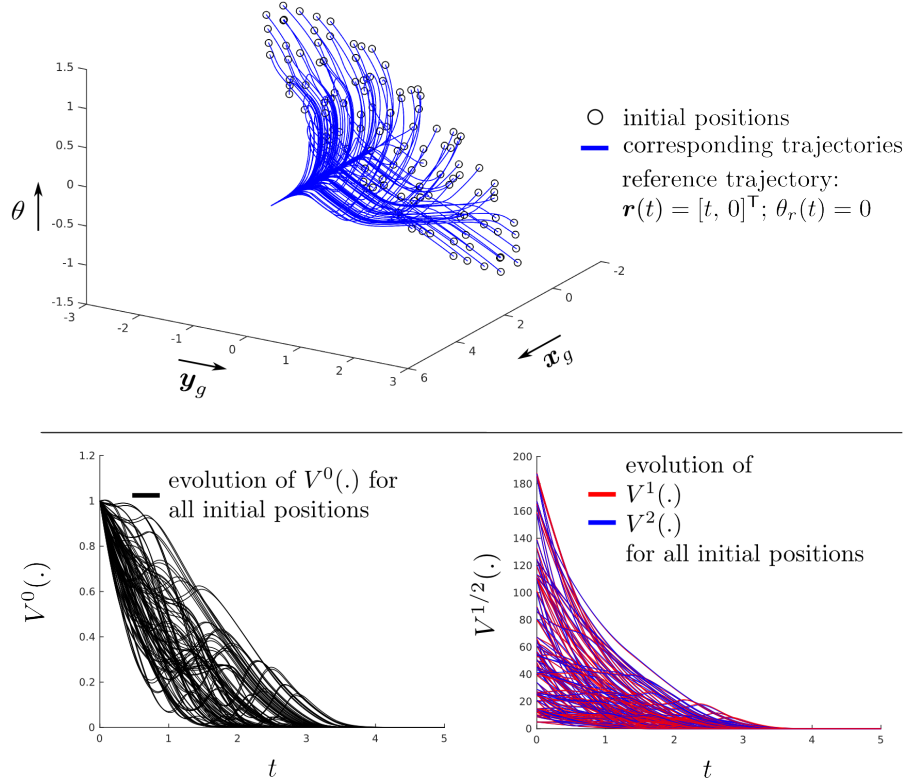 1.5
1
0.5
0
-0.5
-1
-1.5
θ
-3
-2
-1
0
1
2
3
y_g
6
4
2
0
-2
x_g
initial positions
corresponding trajectories
reference trajectory:
r(t) = [t, 0]^T; θ_r(t) = 0
1.2
1
0.8
0.6
0.4
0.2
0
V^0(.)
evolution of V^0(.) for
all initial positions
0 1 2 3 4 5
t
200
180
160
140
120
100
80
60
40
20
0
V^{1/2}(.)
evolution of
V^1(.)
V^2(.)
for all initial positions
0 1 2 3 4 5
t